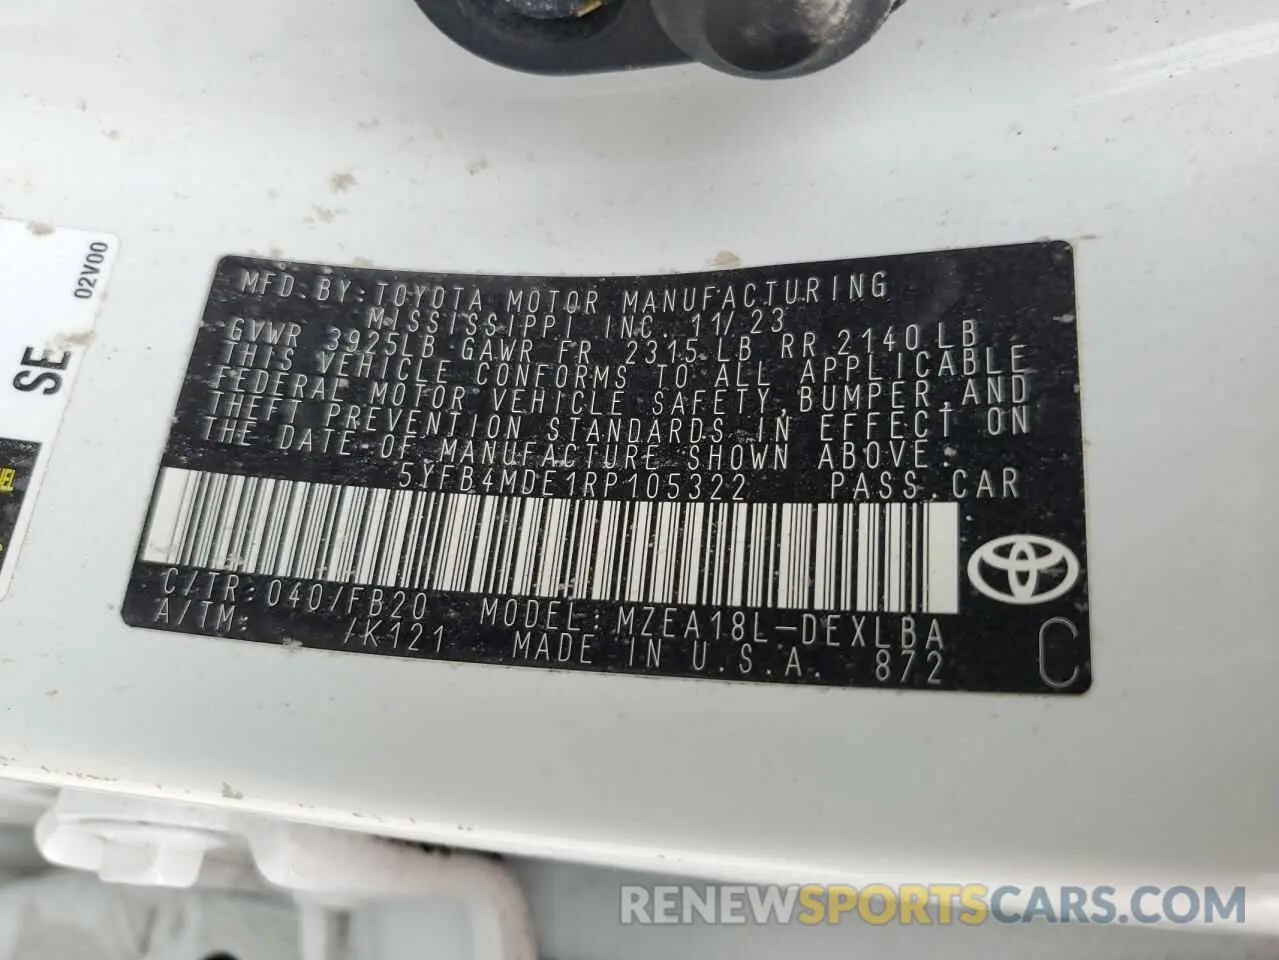 MFD. BY: TOYOTA MOTOR MANUFACTURING
MISSISSIPPI INC. 11/23
GVWR 3925LB GAWR FR 2315 LB RR 2140 LB
THIS VEHICLE CONFORMS TO ALL APPLICABLE
FEDERAL MOTOR VEHICLE SAFETY, BUMPER, AND
THEFT PREVENTION STANDARDS IN EFFECT ON
THE DATE OF MANUFACTURE SHOWN ABOVE.
5YFB4MDE1RP105322 PASS. CAR
C/TR: 040/FB20 MODEL: MZEA18L-DEXLBA
A/TM: /K121 MADE IN U.S.A. 872
C
SE
02V00
RENEWSPORTSCARS.COM